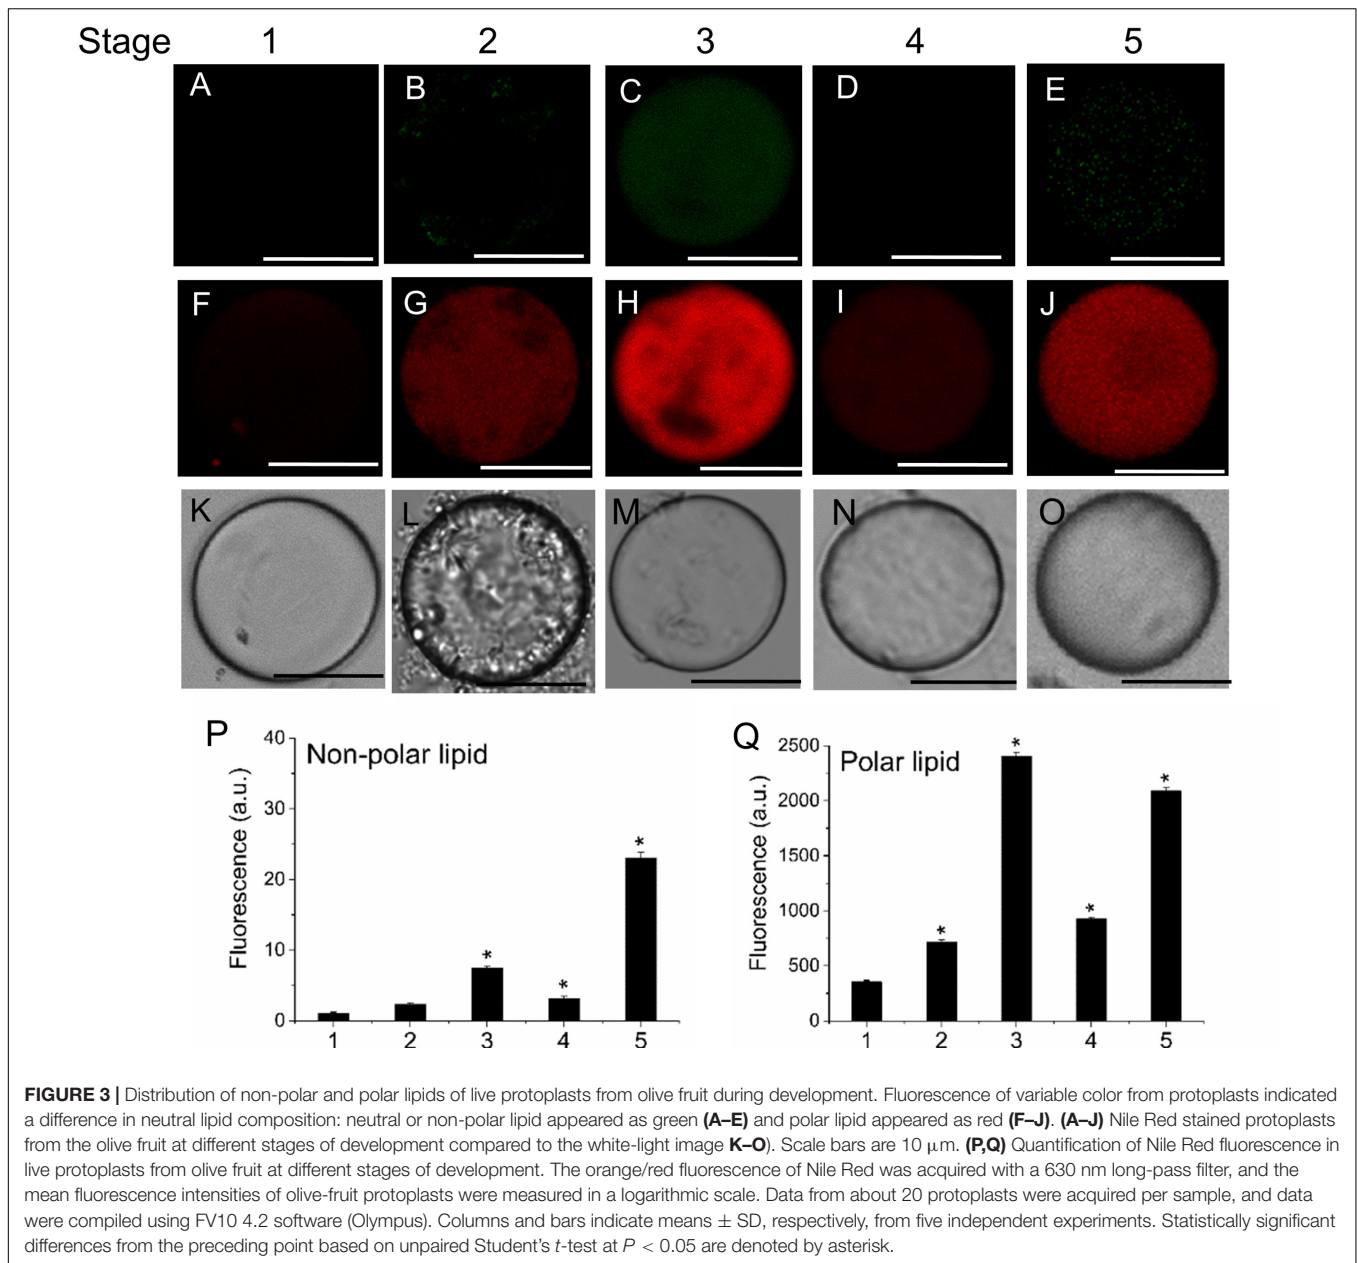 Stage 1 2 3 4 5
A B C D E
F G H I J
K L M N O
P
Non-polar lipid
Fluorescence (a.u.)
40
30
20
10
0
1 2 3 4 5
* * *
Q
Polar lipid
Fluorescence (a.u.)
2500
2000
1500
1000
500
0
1 2 3 4 5
* * * *
FIGURE 3 | Distribution of non-polar and polar lipids of live protoplasts from olive fruit during development. Fluorescence of variable color from protoplasts indicated
a difference in neutral lipid composition: neutral or non-polar lipid appeared as green (A–E) and polar lipid appeared as red (F–J). (A–J) Nile Red stained protoplasts
from the olive fruit at different stages of development compared to the white-light image K–O). Scale bars are 10 μm. (P,Q) Quantification of Nile Red fluorescence in
live protoplasts from olive fruit at different stages of development. The orange/red fluorescence of Nile Red was acquired with a 630 nm long-pass filter, and the
mean fluorescence intensities of olive-fruit protoplasts were measured in a logarithmic scale. Data from about 20 protoplasts were acquired per sample, and data
were compiled using FV10 4.2 software (Olympus). Columns and bars indicate means ± SD, respectively, from five independent experiments. Statistically significant
differences from the preceding point based on unpaired Student's t-test at P < 0.05 are denoted by asterisk.